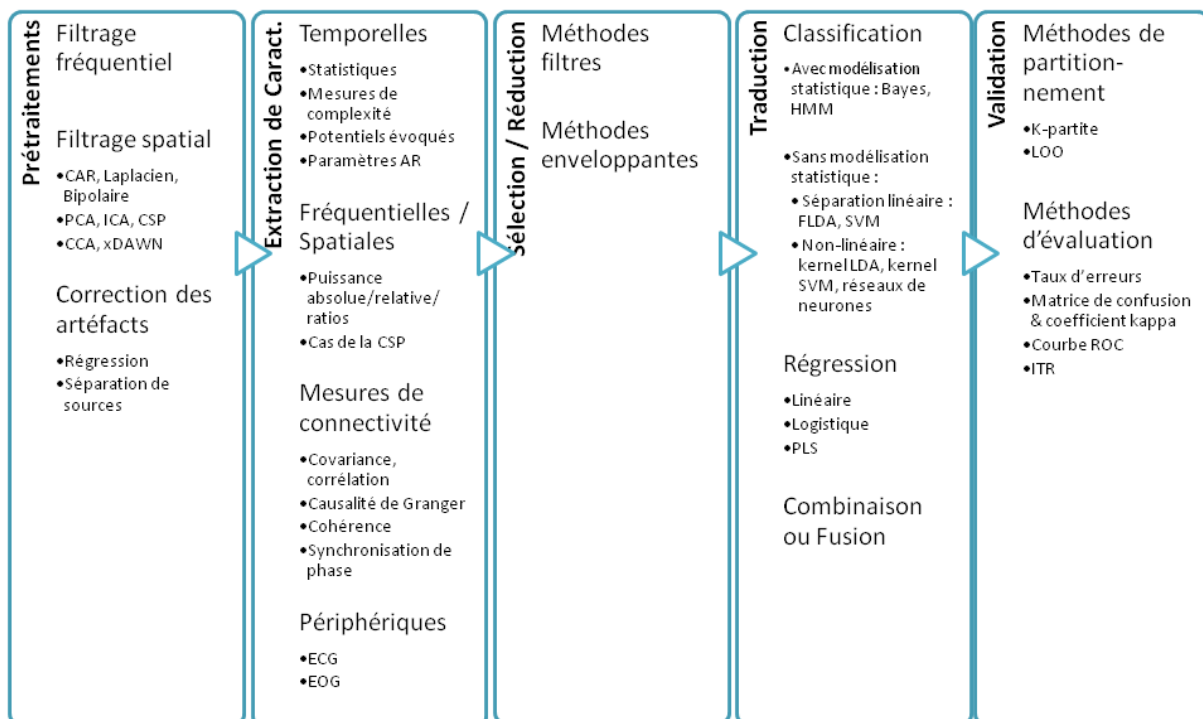 Prétraitements
Filtrage
fréquentiel
Filtrage spatial
•CAR, Laplacien,
Bipolaire
•PCA, ICA, CSP
•CCA, xDAWN
Correction des
artéfacts
•Régression
•Séparation de
sources
Extraction de Caract.
Temporelles
•Statistiques
•Mesures de
complexité
•Potentiels évoqués
•Paramètres AR
Fréquentielles /
Spatiales
•Puissance
absolue/relative/
ratios
•Cas de la CSP
Mesures de
connectivité
•Covariance,
corrélation
•Causalité de Granger
•Cohérence
•Synchronisation de
phase
Périphériques
•ECG
•EOG
Sélection / Réduction
Méthodes
filtres
Méthodes
enveloppantes
Traduction
Classification
•Avec modélisation
statistique : Bayes,
HMM
•Sans modélisation
statistique :
•Séparation linéaire :
FLDA, SVM
•Non-linéaire :
kernel LDA, kernel
SVM, réseaux de
neurones
Régression
•Linéaire
•Logistique
•PLS
Combinaison
ou Fusion
Validation
Méthodes de
partition-
nement
•K-partite
•LOO
Méthodes
d'évaluation
•Taux d'erreurs
•Matrice de confusion
& coefficient kappa
•Courbe ROC
•ITR